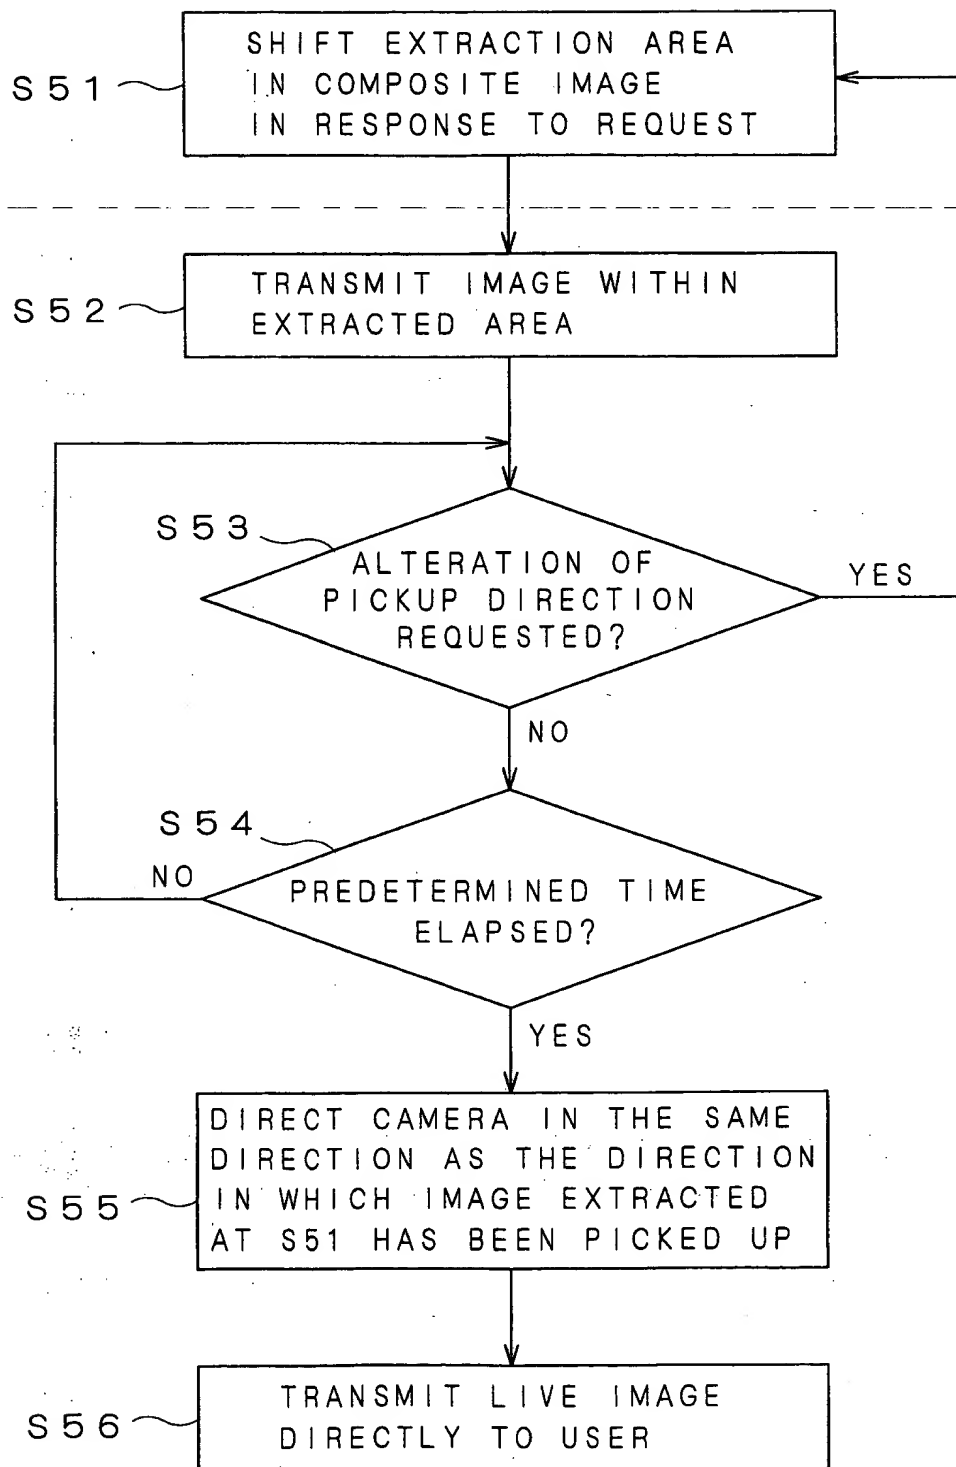 SHIFT EXTRACTION AREA
IN COMPOSITE IMAGE
IN RESPONSE TO REQUEST
S51
TRANSMIT IMAGE WITHIN
EXTRACTED AREA
S52
S53
ALTERATION OF
PICKUP DIRECTION
REQUESTED?
YES
NO
S54
NO
PREDETERMINED TIME
ELAPSED?
YES
DIRECT CAMERA IN THE SAME
DIRECTION AS THE DIRECTION
IN WHICH IMAGE EXTRACTED
AT S51 HAS BEEN PICKED UP
S55
TRANSMIT LIVE IMAGE
DIRECTLY TO USER
S56